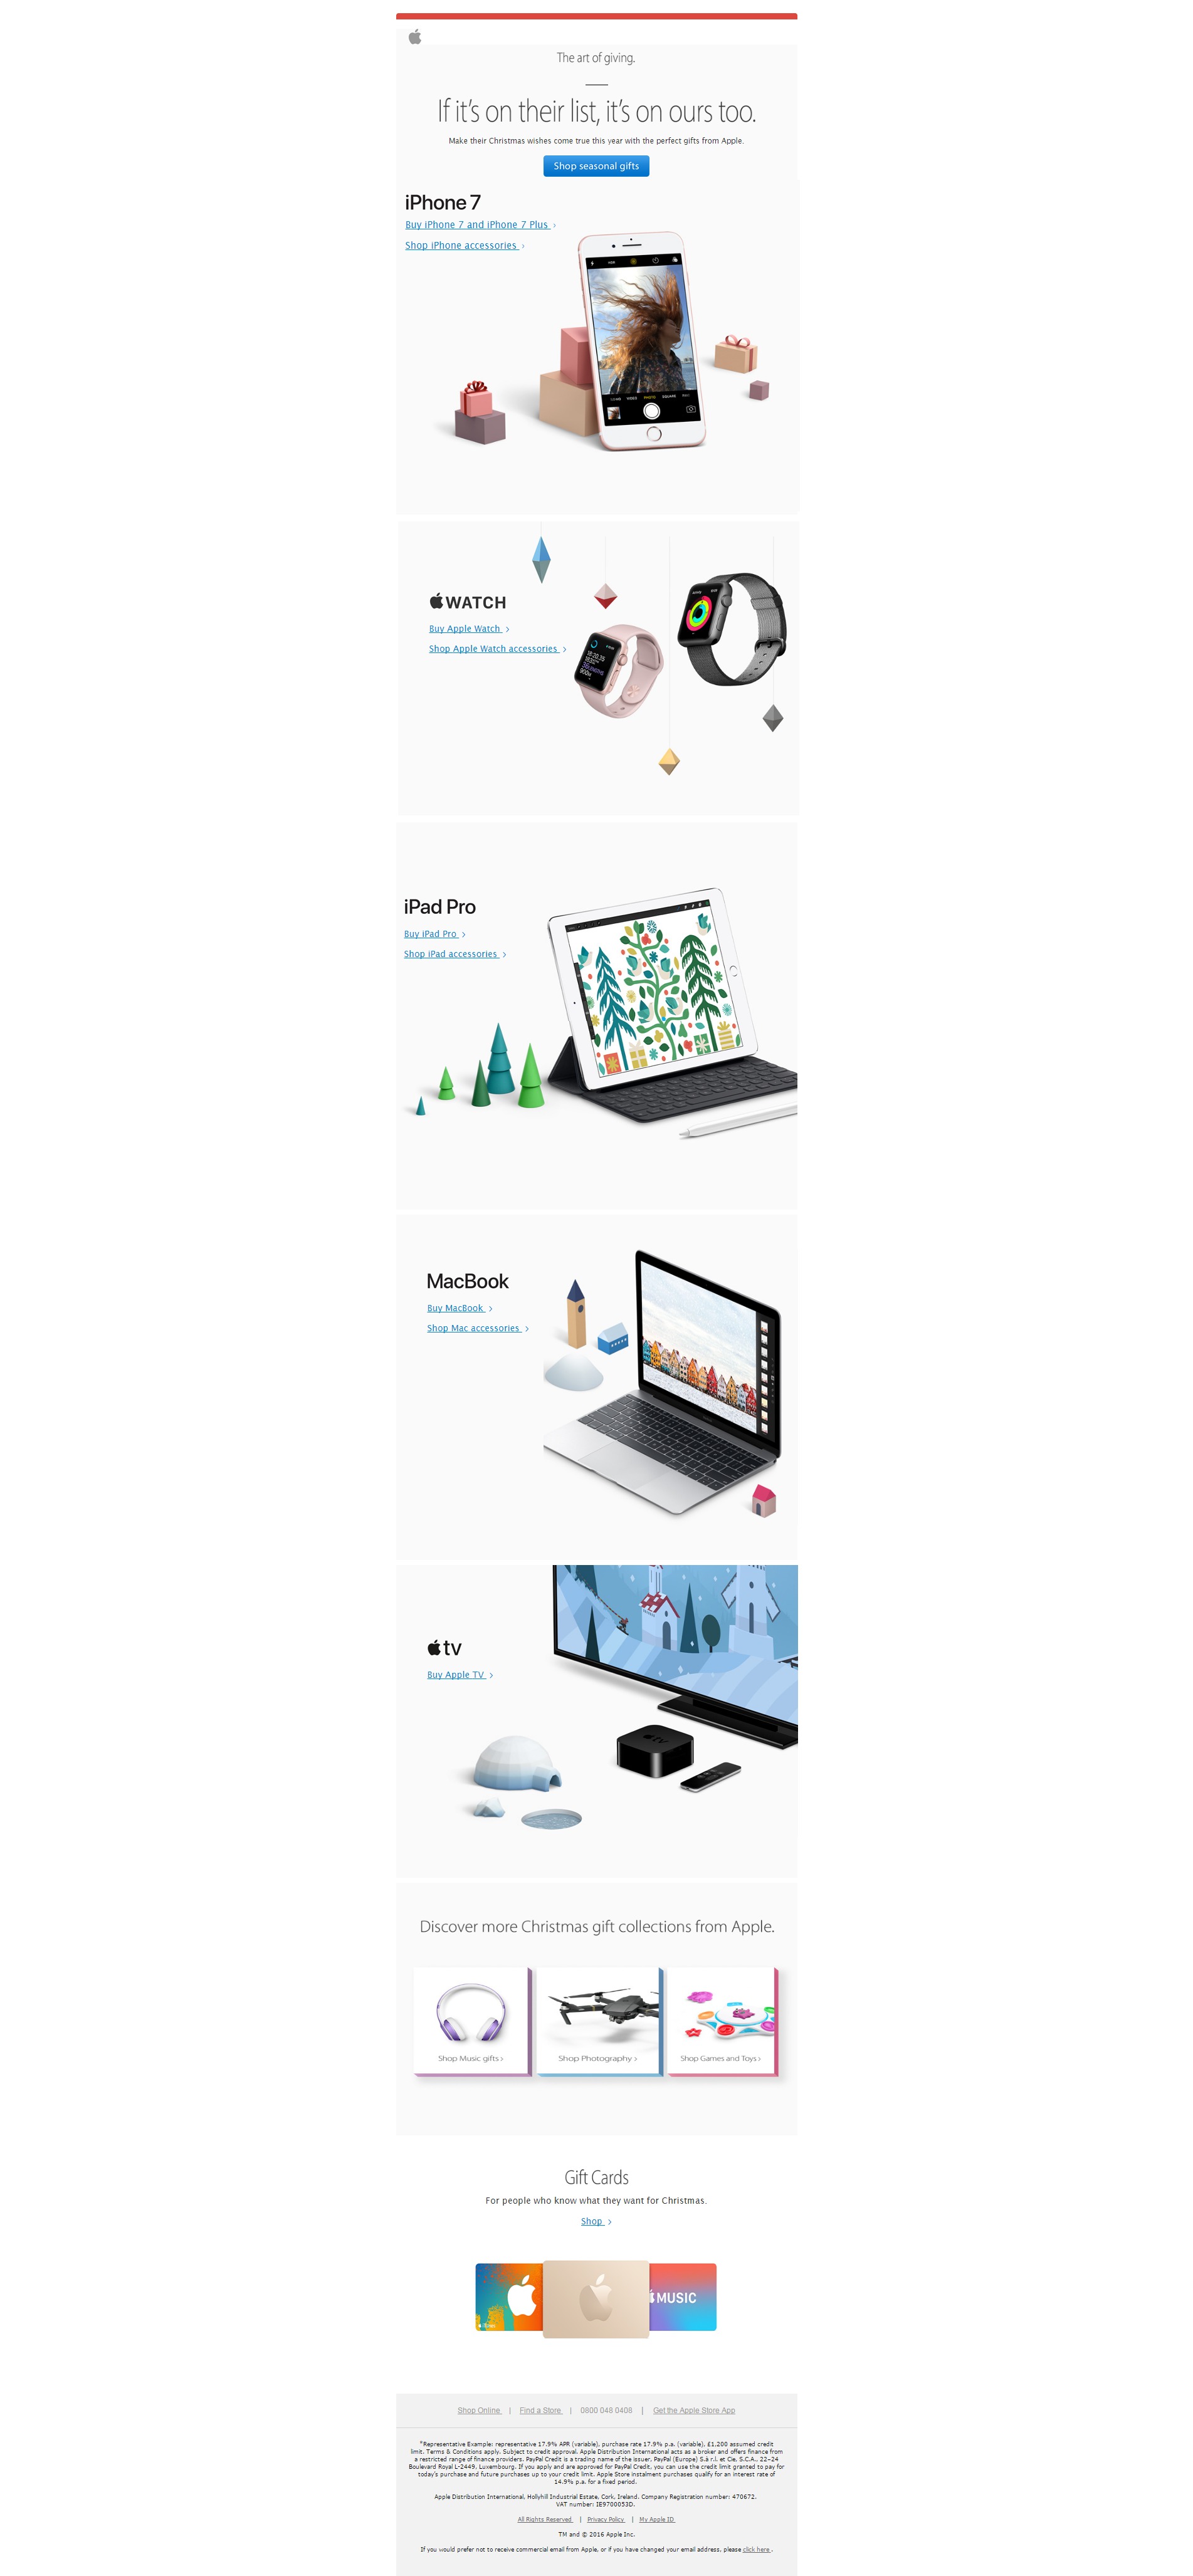 The art of giving.
If it's on their list, it's on ours too.
Make their Christmas wishes come true this year with the perfect gifts from Apple.
Shop seasonal gifts
iPhone 7
Buy iPhone 7 and iPhone 7 Plus ›
Shop iPhone accessories ›
VIDEO PHOTO SQUARE
WATCH
Buy Apple Watch ›
Shop Apple Watch accessories ›
iPad Pro
Buy iPad Pro ›
Shop iPad accessories ›
MacBook
Buy MacBook ›
Shop Mac accessories ›
tv
Buy Apple TV ›
tv
Discover more Christmas gift collections from Apple.
Shop Music gifts ›
Shop Photography ›
Shop Games and Toys ›
Gift Cards
For people who know what they want for Christmas.
Shop ›
MUSIC
Shop Online | Find a Store | 0800 048 0408 | Get the Apple Store App
*Representative Example: representative 17.9% APR (variable), purchase rate 17.9% p.a. (variable), £1,200 assumed credit
limit. Terms & Conditions apply. Subject to credit approval. Apple Distribution International acts as a broker and offers finance from
a restricted range of finance providers. PayPal Credit is a trading name of the issuer, PayPal (Europe) S.à r.l. et Cie, S.C.A., 22–24
Boulevard Royal L-2449, Luxembourg. If you apply and are approved for PayPal Credit, you can use the credit limit granted to pay for
today's purchase and future purchases up to your credit limit. Apple Store instalment purchases qualify for an interest rate of
14.9% p.a. for a fixed period.
Apple Distribution International, Hollyhill Industrial Estate, Cork, Ireland. Company Registration number: 470672.
VAT number: IE9700053D.
All Rights Reserved | Privacy Policy | My Apple ID
TM and © 2016 Apple Inc.
If you would prefer not to receive commercial email from Apple, or if you have changed your email address, please click here .